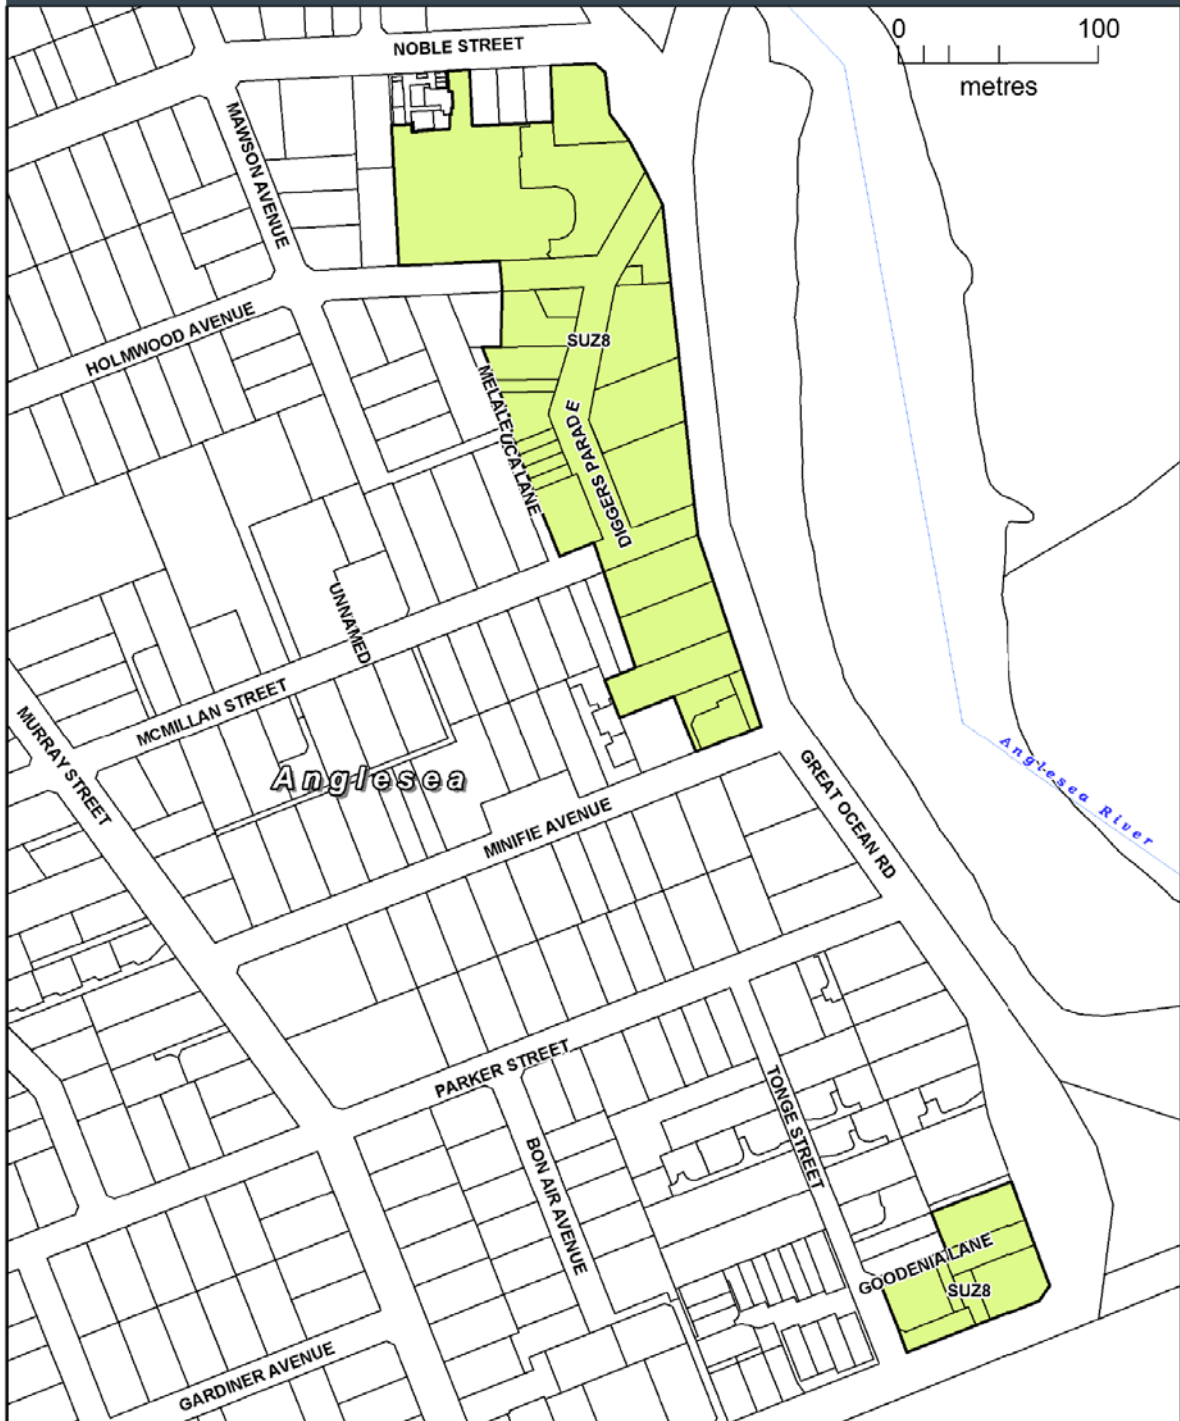 0 100
metres
NOBLE STREET
MAWSON AVENUE
HOLMWOOD AVENUE
SUZ8
MELALEUCA LANE
DIGGERS PARADE
UNNAMED
MCMILLAN STREET
MURRAY STREET
Anglesea
MINIFIE AVENUE
GREAT OCEAN RD
Anglesea River
PARKER STREET
TONGE STREET
BON AIR AVENUE
GOODENIA LANE
SUZ8
GARDINER AVENUE